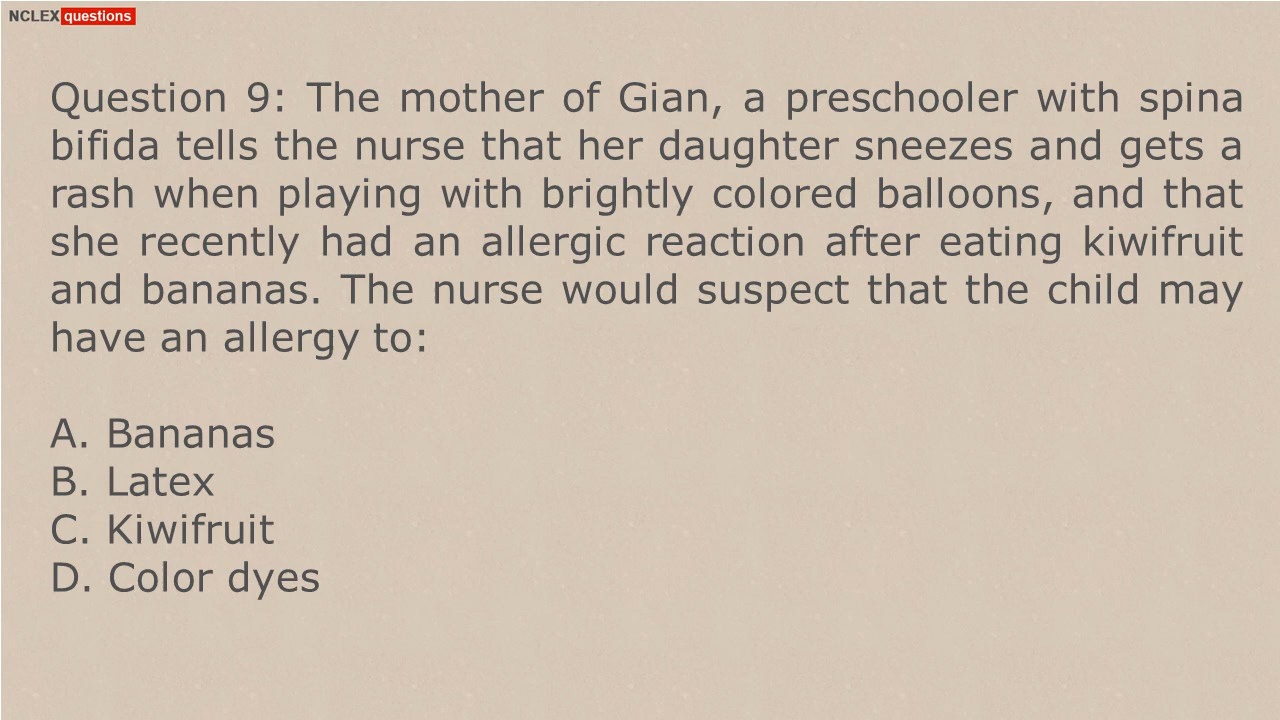 NCLEX questions
Question 9: The mother of Gian, a preschooler with spina
bifida tells the nurse that her daughter sneezes and gets a
rash when playing with brightly colored balloons, and that
she recently had an allergic reaction after eating kiwifruit
and bananas. The nurse would suspect that the child may
have an allergy to:
A. Bananas
B. Latex
C. Kiwifruit
D. Color dyes